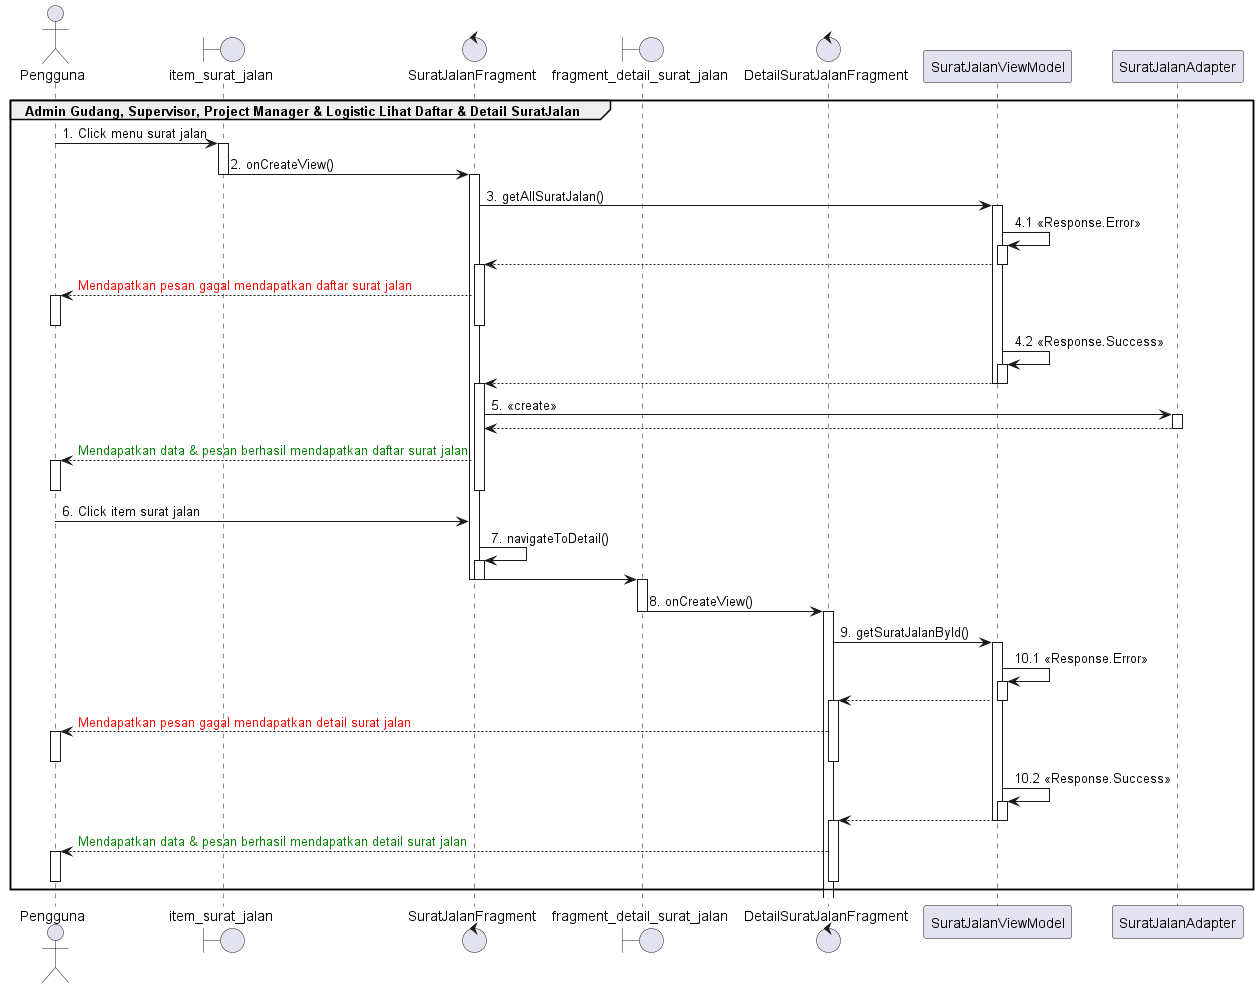 Pengguna
item_surat_jalan
SuratJalanFragment
fragment_detail_surat_jalan
DetailSuratJalanFragment
SuratJalanViewModel
SuratJalanAdapter
Admin Gudang, Supervisor, Project Manager & Logistic Lihat Daftar & Detail SuratJalan
1. Click menu surat jalan
2. onCreateView()
3. getAllSuratJalan()
4.1 «Response.Error»
Mendapatkan pesan gagal mendapatkan daftar surat jalan
4.2 «Response.Success»
5. «create»
Mendapatkan data & pesan berhasil mendapatkan daftar surat jalan
6. Click item surat jalan
7. navigateToDetail()
8. onCreateView()
9. getSuratJalanById()
10.1 «Response.Error»
Mendapatkan pesan gagal mendapatkan detail surat jalan
10.2 «Response.Success»
Mendapatkan data & pesan berhasil mendapatkan detail surat jalan
Pengguna
item_surat_jalan
SuratJalanFragment
fragment_detail_surat_jalan
DetailSuratJalanFragment
SuratJalanViewModel
SuratJalanAdapter